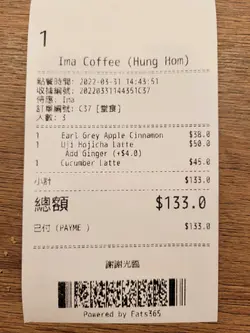 1
Ima Coffee (Hung Hom)
點餐時間: 2022-03-31 14:43:51
收據編號: 20220331144351C37
侍應: Ima
訂單編號: C37 [堂食]
人數: 3
1 Earl Grey Apple Cinnamon $38.0
1 Uji Hojicha Latte $50.0
Add Ginger (+$4.0)
1 Cucumber Latte $45.0
小計 $133.0
總額 $133.0
已付 (PAYME ) $133.0
謝謝光臨
Powered by Eats365